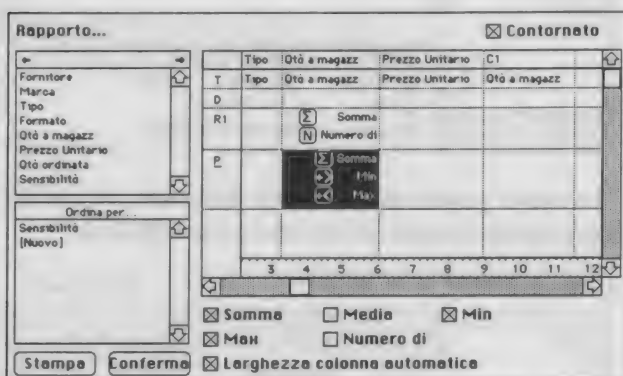 Rapporto...
Contornato
Fornitore
Marca
Tipo
Formato
Qtà a magazz
Prezzo Unitario
Qtà ordinata
Sensibilità
Ordina per...
Sensibilità
[Nuovo]
Tipo Qtà a magazz Prezzo Unitario C1
T Tipo Qtà a magazz Prezzo Unitario Qtà a magazz
D
R1 Σ Somma
N Numero di
P Σ Somma
Min
Max
3 4 5 6 7 8 9 10 11 12
Somma Media Min
Max Numero di
Larghezza colonna automatica
Stampa Conferma